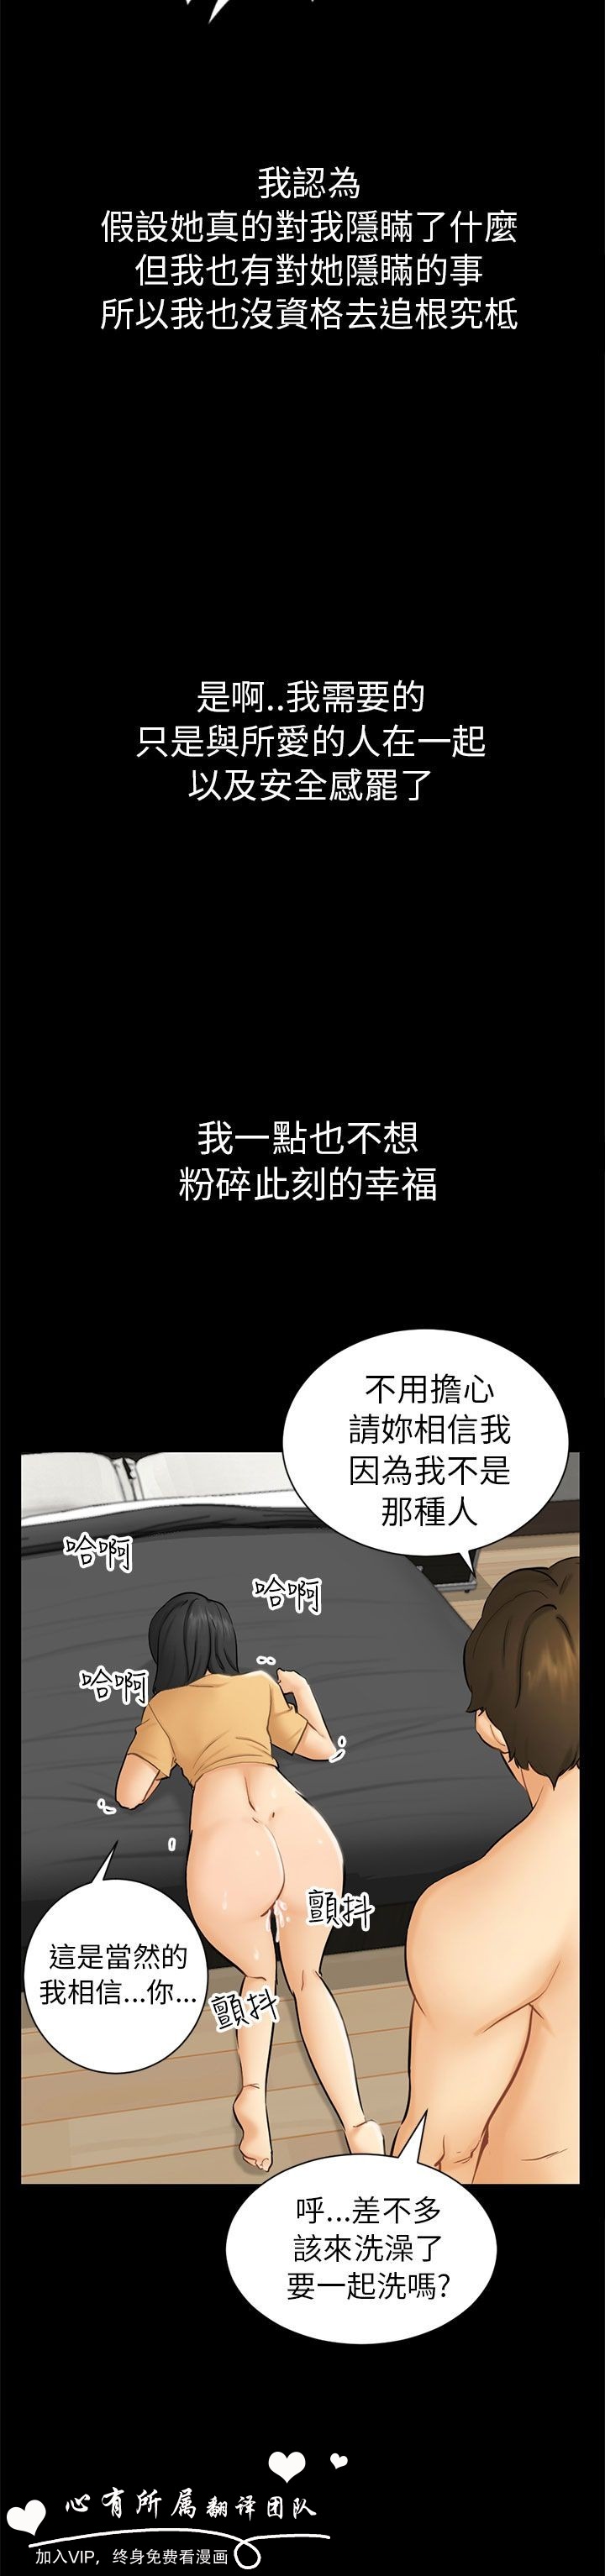 我認為
假設她真的對我隱瞞了什麼
但我也有對她隱瞞的事
所以我也沒資格去追根究柢
是啊..我需要的
只是與所愛的人在一起
以及安全感罷了
我一點也不想
粉碎此刻的幸福
不用擔心
請妳相信我
因為我不是
那種人
哈啊
哈啊
哈啊
顫抖
這是當然的
我相信...你...
顫抖
呼...差不多
該來洗澡了
要一起洗嗎?
心有所属翻译团队
加入VIP，终身免费看漫画